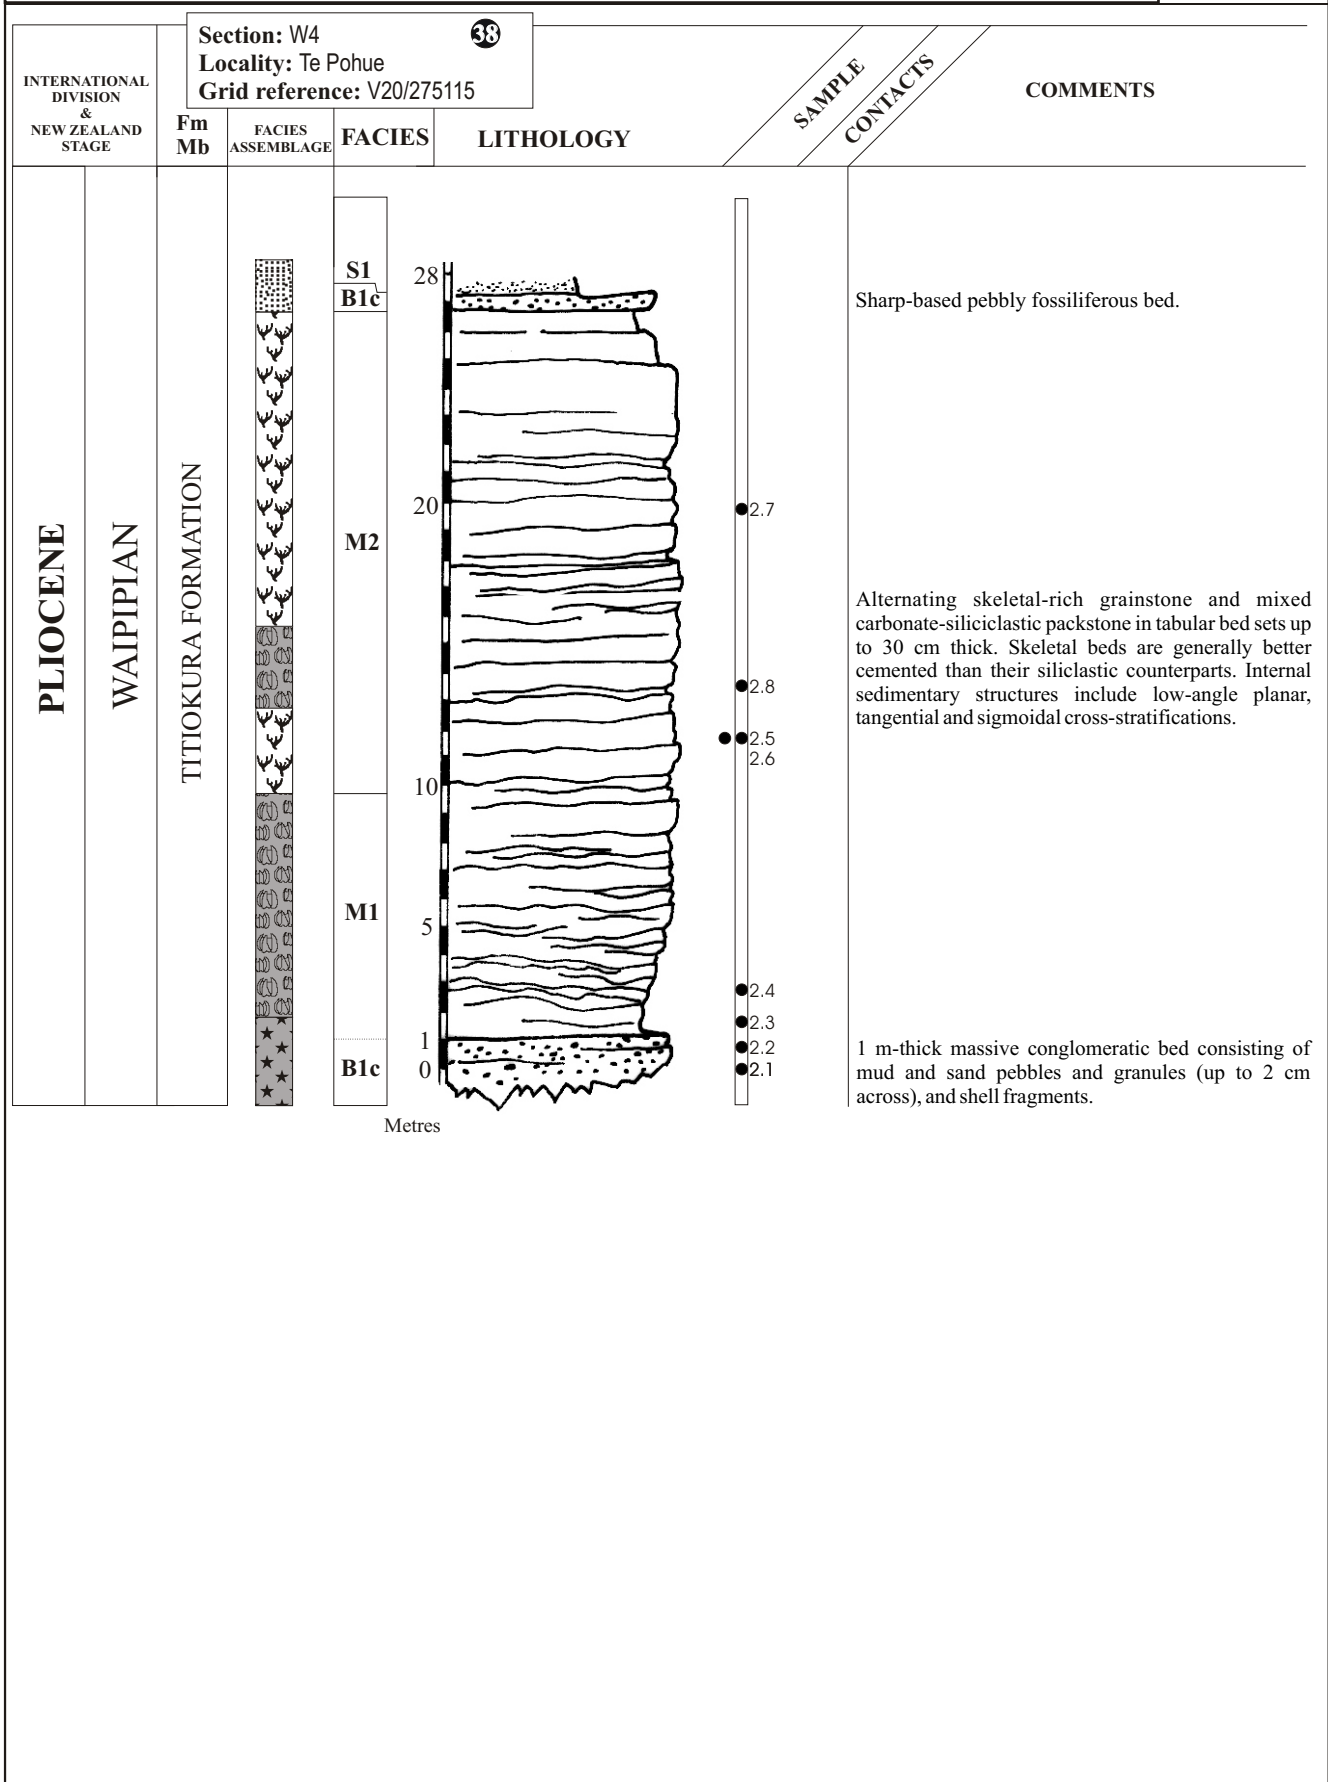 Section: W4
38
Locality: Te Pohue
Grid reference: V20/275115
INTERNATIONAL
DIVISION
&
NEW ZEALAND
STAGE
Fm
Mb
FACIES
ASSEMBLAGE
FACIES
LITHOLOGY
SAMPLE
CONTACTS
COMMENTS
PLIOCENE
WAIPIPIAN
TITIOKURA FORMATION
S1
B1c
M2
M1
B1c
28
20
10
5
1
0
Metres
2.7
2.8
2.5
2.6
2.4
2.3
2.2
2.1
Sharp-based pebbly fossiliferous bed.
Alternating skeletal-rich grainstone and mixed
carbonate-siliciclastic packstone in tabular bed sets up
to 30 cm thick. Skeletal beds are generally better
cemented than their siliclastic counterparts. Internal
sedimentary structures include low-angle planar,
tangential and sigmoidal cross-stratifications.
1 m-thick massive conglomeratic bed consisting of
mud and sand pebbles and granules (up to 2 cm
across), and shell fragments.